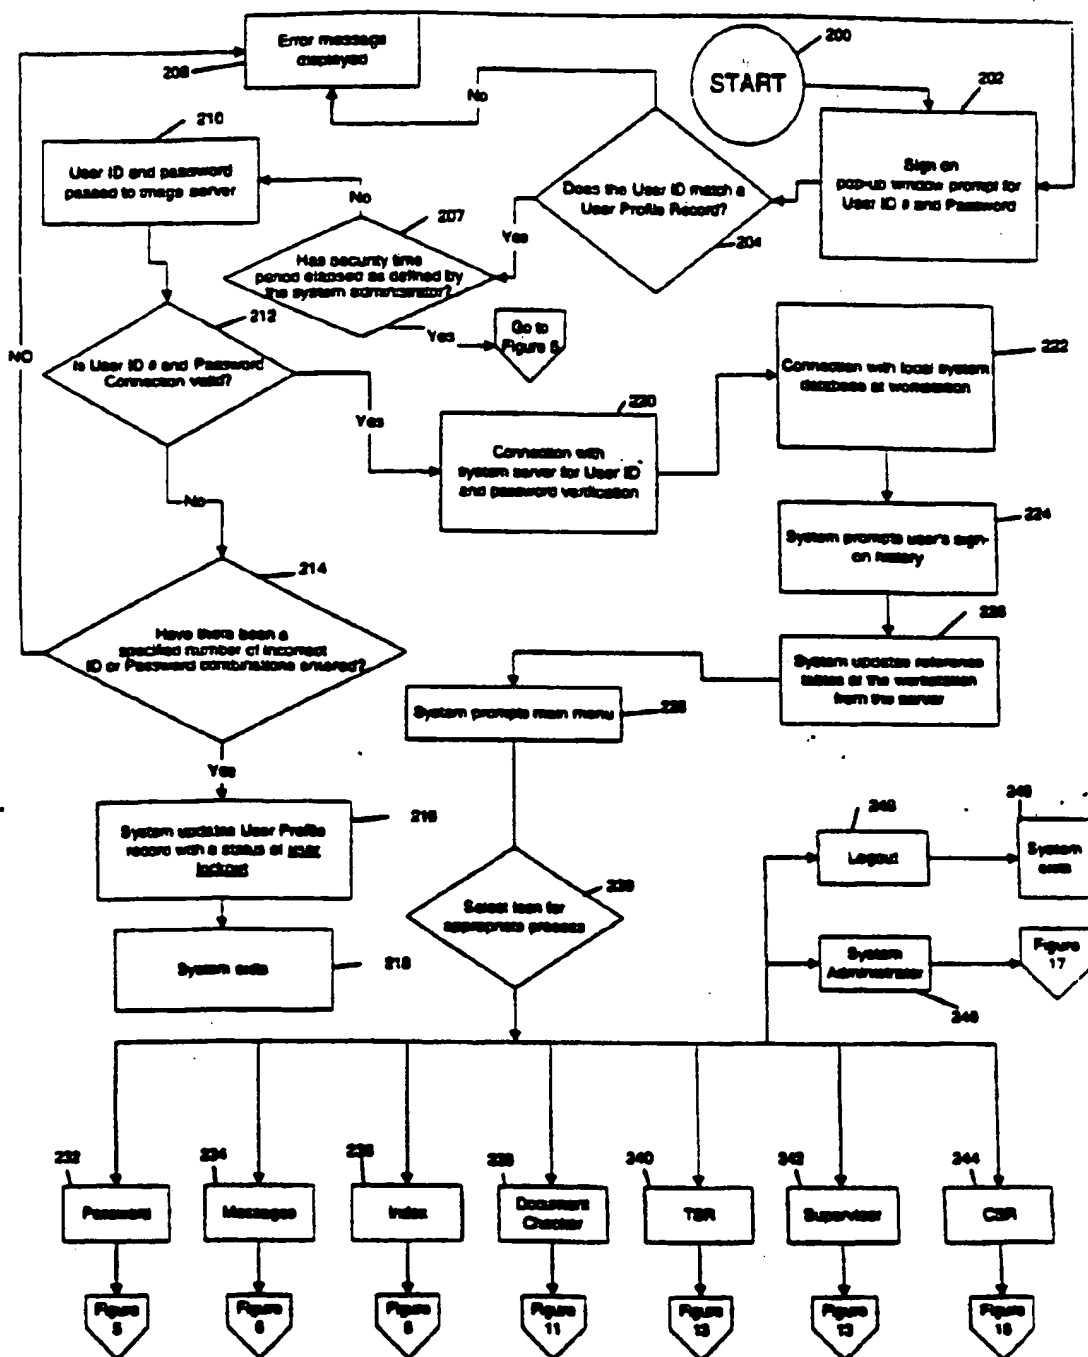 Error message
displayed
208
START
200
202
Sign on
pop-up window prompt for
User ID # and Password
No
210
User ID and password
passed to image server
Does the User ID match a
User Profile Record?
204
No
207
Yes
Has security time
period elapsed as defined by
the system administrator?
Yes
Go to
Figure 5
212
Is User ID # and Password
Connection valid?
NO
Yes
No
220
Connection with
system server for User ID
and password verification
222
Connection with local system
database at workstation
224
System prompts user's sign-
on history
226
System updates reference
tables at the workstation
from the server
214
Have there been a
specified number of incorrect
ID or Password combinations entered?
Yes
System prompts main menu
228
216
System updates User Profile
record with a status of user
lockout
System exits
218
230
Select icon for
appropriate process
Logout
System
exits
System
Administrator
Figure
17
232
Password
234
Messages
Index
Document
Checker
240
TSR
242
Supervisor
244
CSR
Figure
5
Figure
6
Figure
Figure
11
Figure
13
Figure
13
Figure